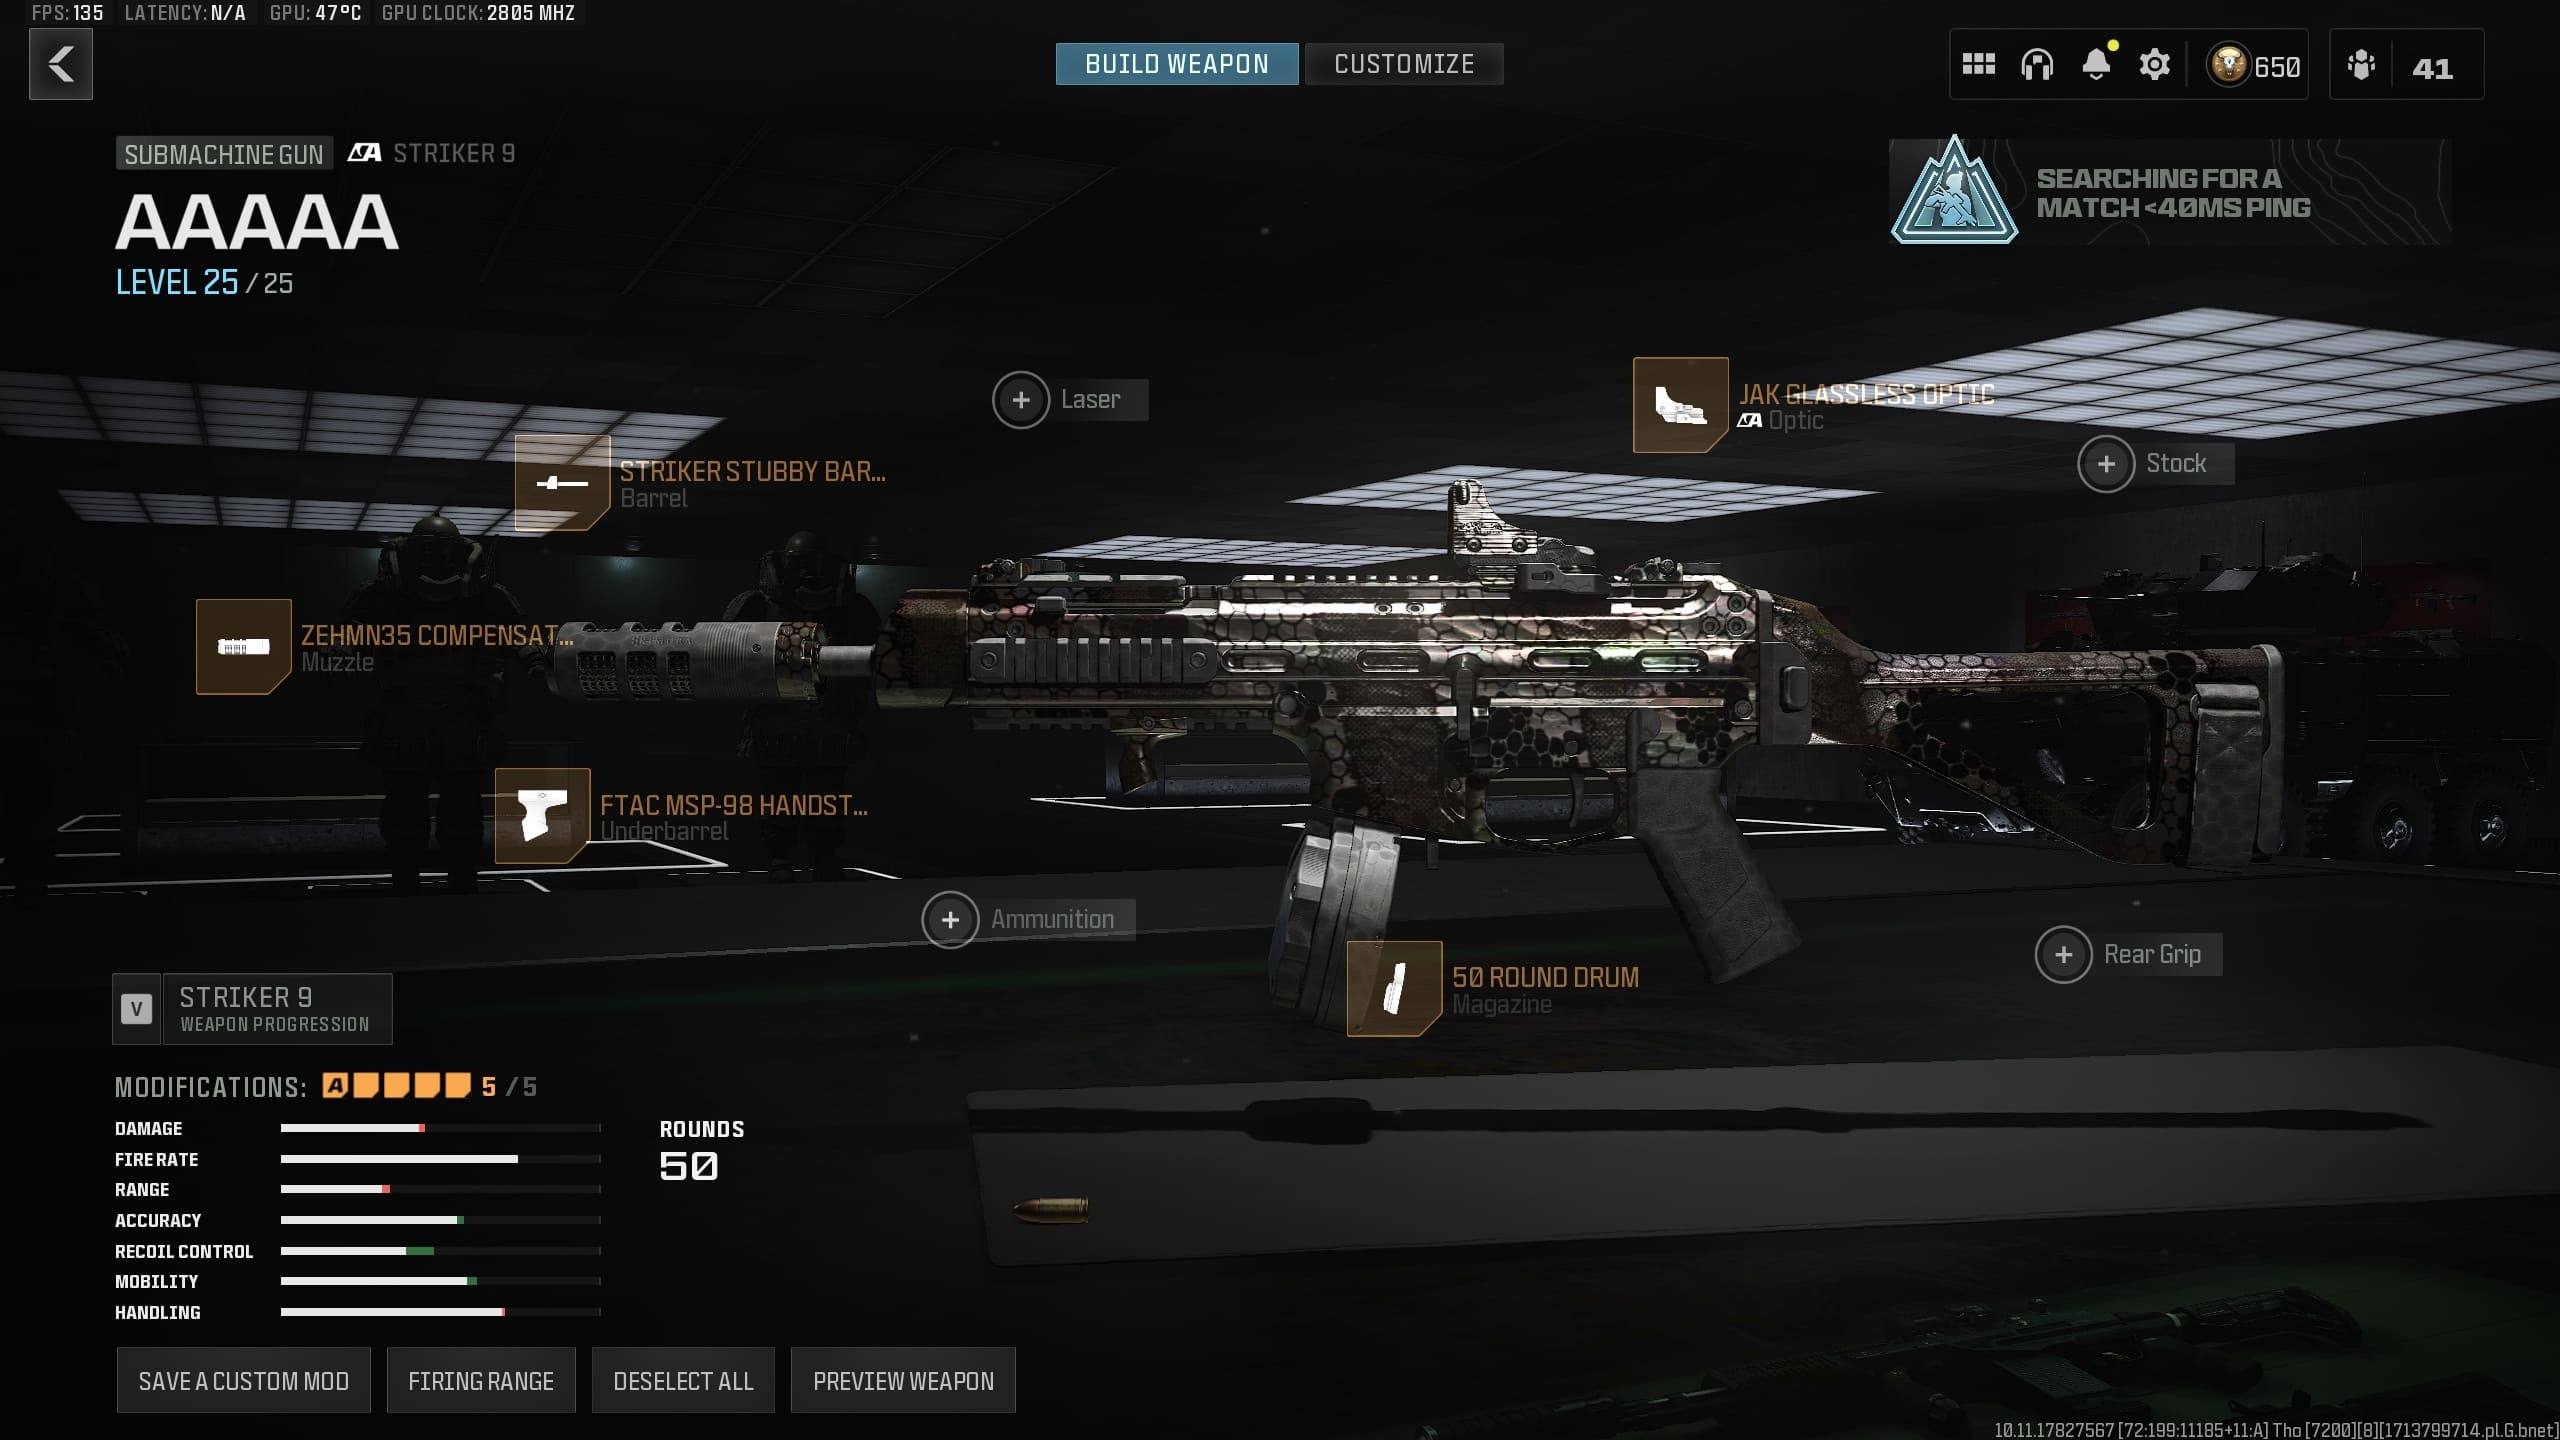 FPS: 135 LATENCY: N/A GPU: 47°C GPU CLOCK: 2805 MHZ
BUILD WEAPON
CUSTOMIZE
650
41
SUBMACHINE GUN
STRIKER 9
AAAAA
LEVEL 25 / 25
SEARCHING FOR A
MATCH <40MS PING
Laser
JAK GLASSLESS OPTIC
Optic
Stock
STRIKER STUBBY BAR...
Barrel
ZEHMN35 COMPENSAT...
Muzzle
FTAC MSP-98 HANDST...
Underbarrel
Ammunition
Rear Grip
50 ROUND DRUM
Magazine
V
STRIKER 9
WEAPON PROGRESSION
MODIFICATIONS: A 5 / 5
DAMAGE
FIRE RATE
RANGE
ACCURACY
RECOIL CONTROL
MOBILITY
HANDLING
ROUNDS
50
SAVE A CUSTOM MOD
FIRING RANGE
DESELECT ALL
PREVIEW WEAPON
10.11.17827567 [72:199:11185+11:A] Tho [7200][8][1713799714.pl.G.bnet]